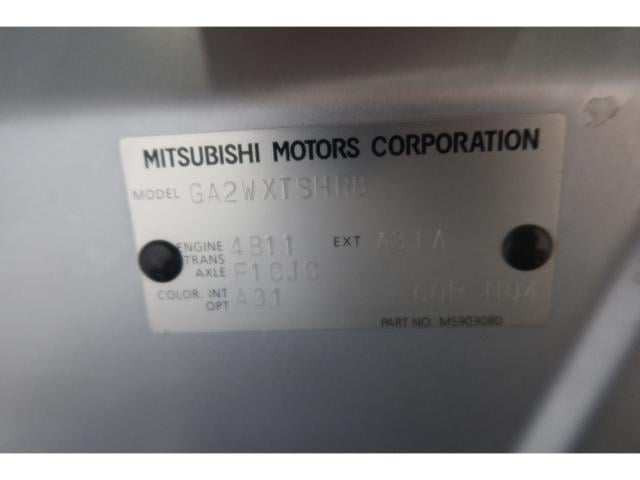 MITSUBISHI MOTORS CORPORATION
MODEL GA2WXTSHR8
ENGINE 4B11 EXT A31A
TRANS
AXLE F1CJC
COLOR. INT A31
OPT 60P N04
PART NO.: MS903080